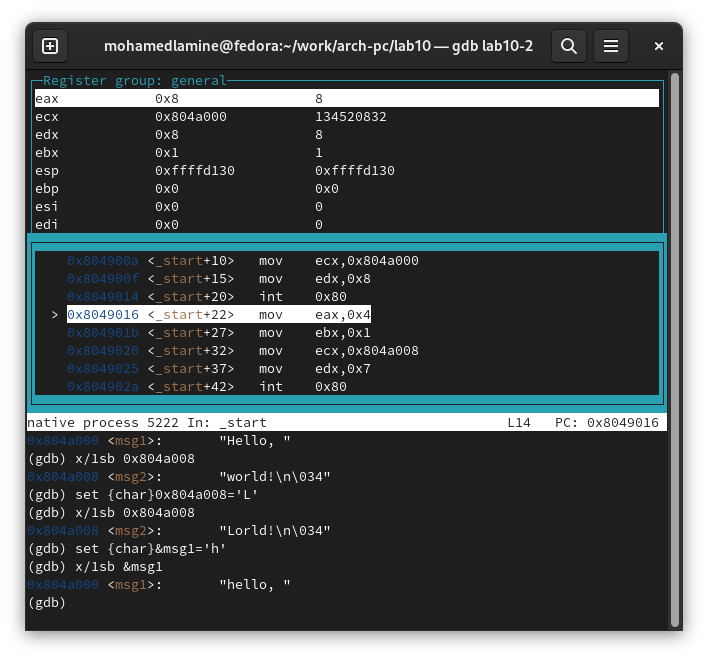 mohamedlamine@fedora:~/work/arch-pc/lab10 — gdb lab10-2
Register group: general
eax 0x8 8
ecx 0x804a000 134520832
edx 0x8 8
ebx 0x1 1
esp 0xffffd130 0xffffd130
ebp 0x0 0x0
esi 0x0 0
edi 0x0 0
0x804900a <_start+10> mov ecx,0x804a000
0x804900f <_start+15> mov edx,0x8
0x8049014 <_start+20> int 0x80
> 0x8049016 <_start+22> mov eax,0x4
0x804901b <_start+27> mov ebx,0x1
0x8049020 <_start+32> mov ecx,0x804a008
0x8049025 <_start+37> mov edx,0x7
0x804902a <_start+42> int 0x80
native process 5222 In: _start L14 PC: 0x8049016
0x804a000 <msg1>: "Hello, "
(gdb) x/1sb 0x804a008
0x804a008 <msg2>: "world!\n\034"
(gdb) set {char}0x804a008='L'
(gdb) x/1sb 0x804a008
0x804a008 <msg2>: "Lorld!\n\034"
(gdb) set {char}&msg1='h'
(gdb) x/1sb &msg1
0x804a000 <msg1>: "hello, "
(gdb)